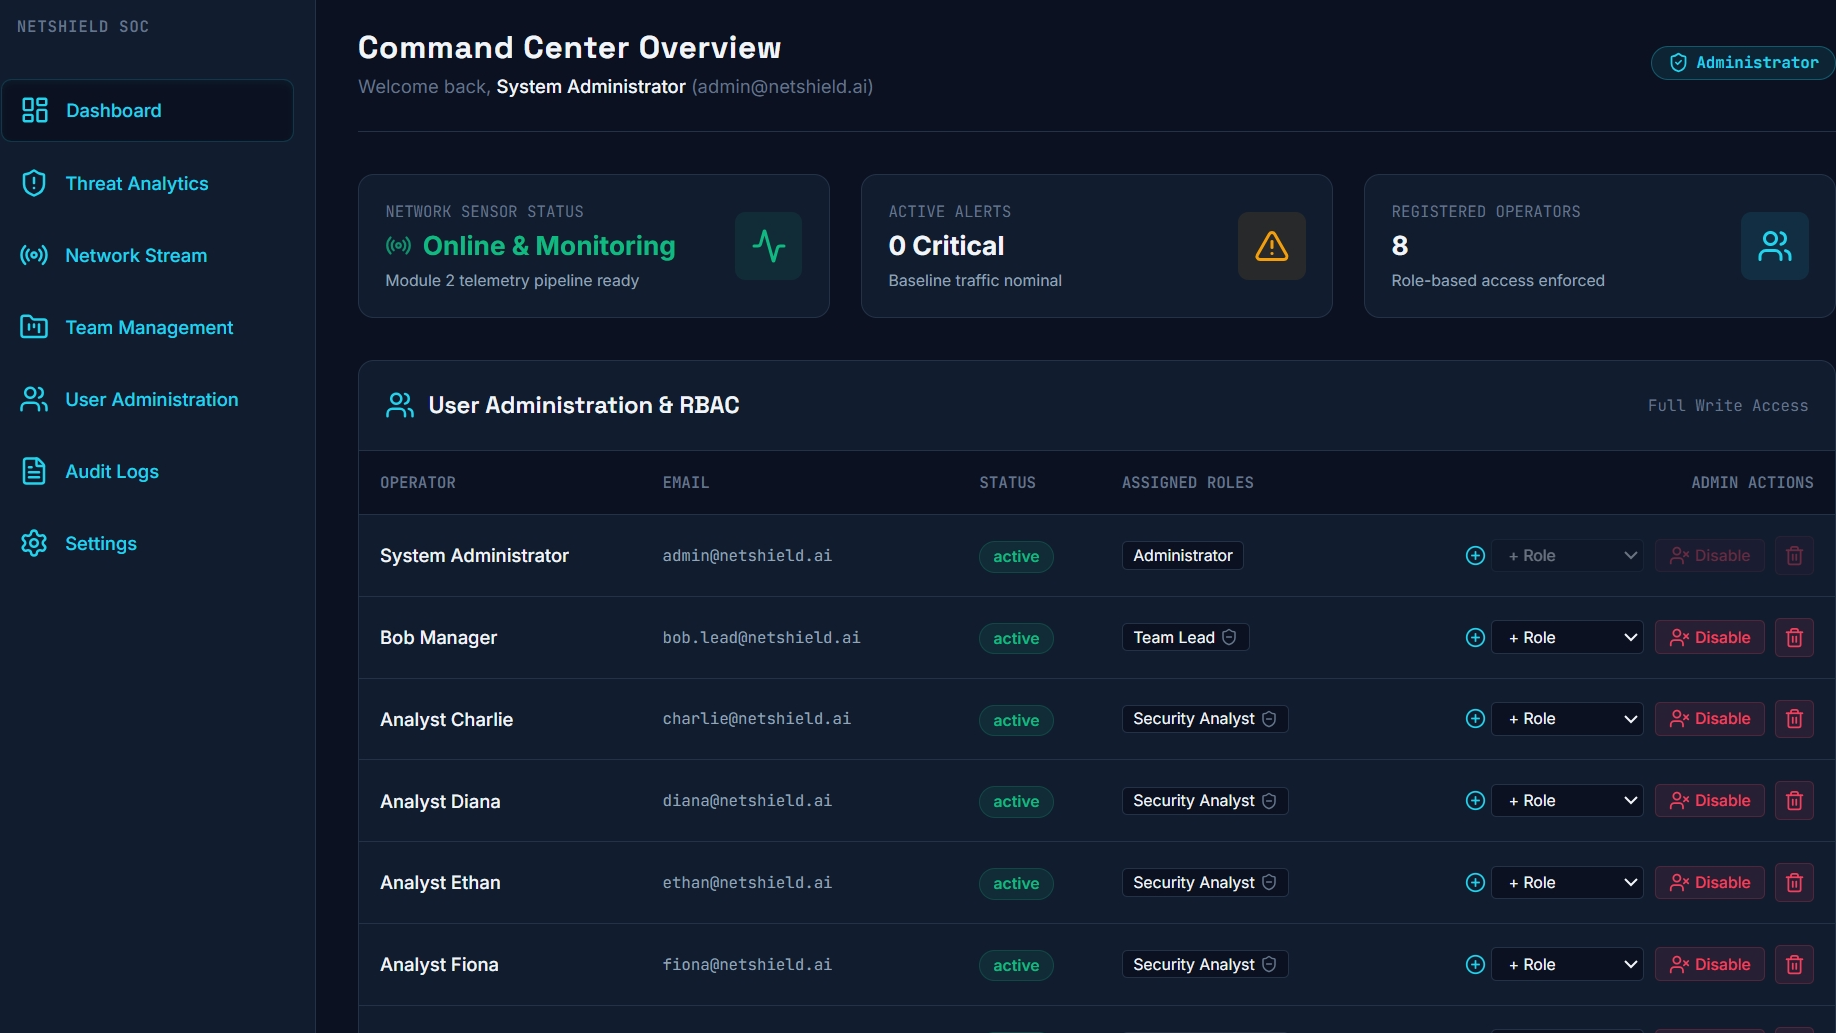 NETSHIELD SOC
Dashboard
Threat Analytics
Network Stream
Team Management
User Administration
Audit Logs
Settings
Command Center Overview
Welcome back, System Administrator (admin@netshield.ai)
Administrator
NETWORK SENSOR STATUS
Online & Monitoring
Module 2 telemetry pipeline ready
ACTIVE ALERTS
0 Critical
Baseline traffic nominal
REGISTERED OPERATORS
8
Role-based access enforced
User Administration & RBAC
Full Write Access
OPERATOR EMAIL STATUS ASSIGNED ROLES ADMIN ACTIONS
System Administrator admin@netshield.ai active Administrator + Role Disable
Bob Manager bob.lead@netshield.ai active Team Lead + Role Disable
Analyst Charlie charlie@netshield.ai active Security Analyst + Role Disable
Analyst Diana diana@netshield.ai active Security Analyst + Role Disable
Analyst Ethan ethan@netshield.ai active Security Analyst + Role Disable
Analyst Fiona fiona@netshield.ai active Security Analyst + Role Disable